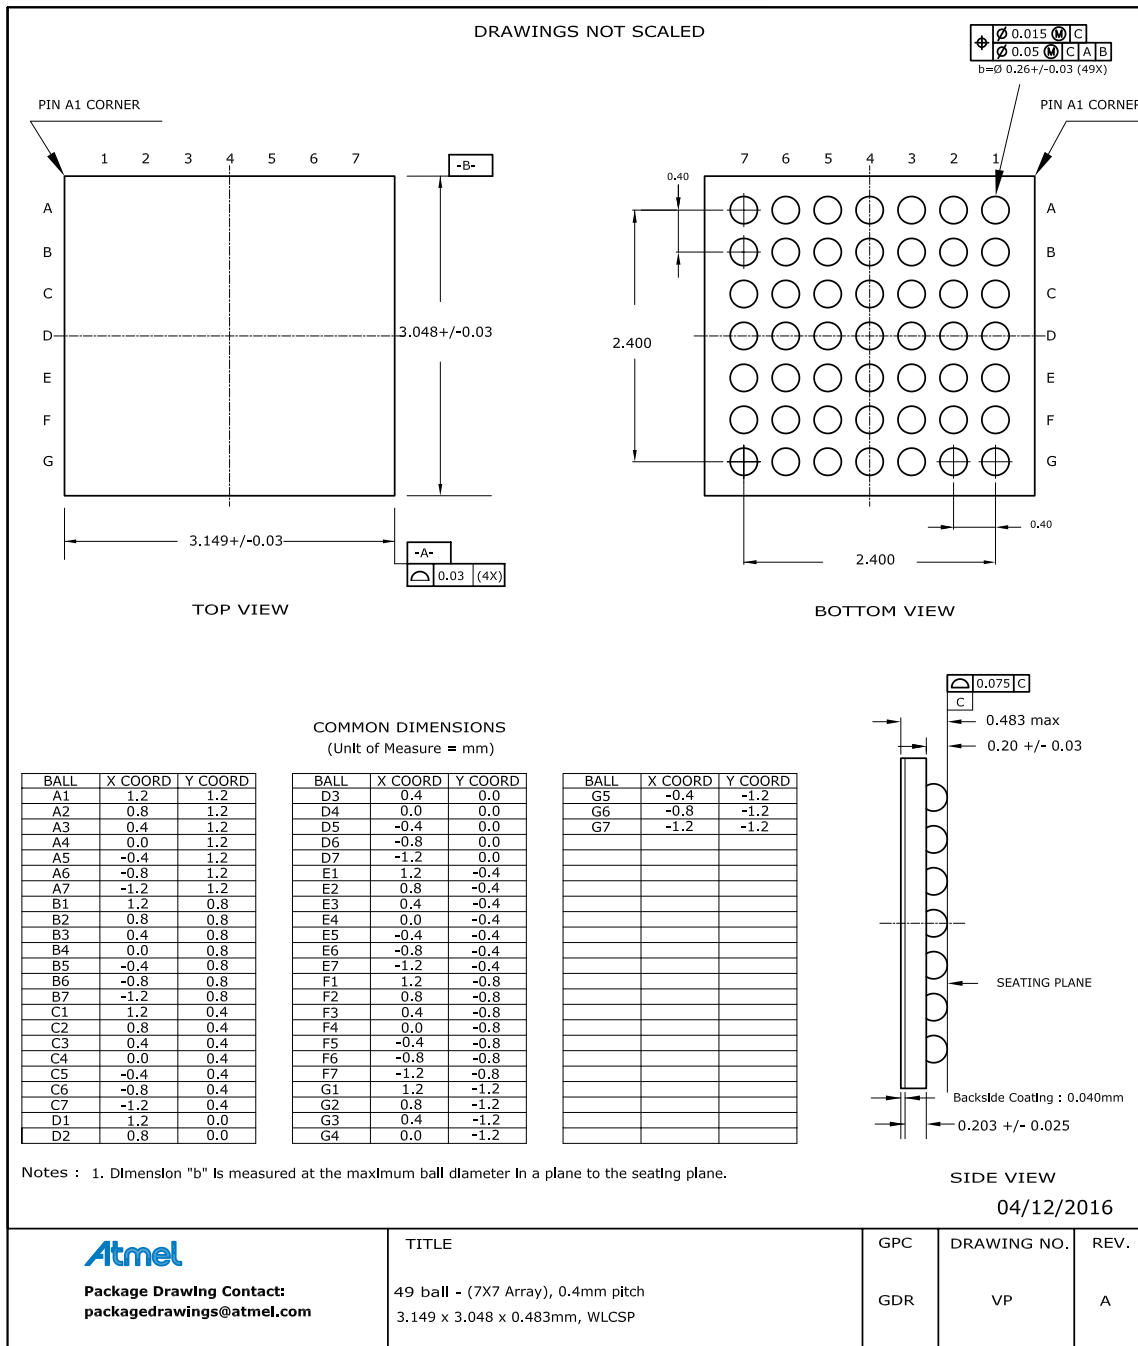 DRAWINGS NOT SCALED
Ø 0.015 Ⓜ C
Ø 0.05 Ⓜ C A B
b=Ø 0.26+/-0.03 (49X)
PIN A1 CORNER
PIN A1 CORNER
1 2 3 4 5 6 7
-B-
7 6 5 4 3 2 1
0.40
A
B
C
D
E
F
G
3.048+/-0.03
2.400
A
B
C
D
E
F
G
3.149+/-0.03
-A-
0.03 (4X)
0.40
2.400
TOP VIEW
BOTTOM VIEW
0.075 C
C
0.483 max
0.20 +/- 0.03
COMMON DIMENSIONS
(Unit of Measure = mm)
BALL X COORD Y COORD
A1 1.2 1.2
A2 0.8 1.2
A3 0.4 1.2
A4 0.0 1.2
A5 -0.4 1.2
A6 -0.8 1.2
A7 -1.2 1.2
B1 1.2 0.8
B2 0.8 0.8
B3 0.4 0.8
B4 0.0 0.8
B5 -0.4 0.8
B6 -0.8 0.8
B7 -1.2 0.8
C1 1.2 0.4
C2 0.8 0.4
C3 0.4 0.4
C4 0.0 0.4
C5 -0.4 0.4
C6 -0.8 0.4
C7 -1.2 0.4
D1 1.2 0.0
D2 0.8 0.0
BALL X COORD Y COORD
D3 0.4 0.0
D4 0.0 0.0
D5 -0.4 0.0
D6 -0.8 0.0
D7 -1.2 0.0
E1 1.2 -0.4
E2 0.8 -0.4
E3 0.4 -0.4
E4 0.0 -0.4
E5 -0.4 -0.4
E6 -0.8 -0.4
E7 -1.2 -0.4
F1 1.2 -0.8
F2 0.8 -0.8
F3 0.4 -0.8
F4 0.0 -0.8
F5 -0.4 -0.8
F6 -0.8 -0.8
F7 -1.2 -0.8
G1 1.2 -1.2
G2 0.8 -1.2
G3 0.4 -1.2
G4 0.0 -1.2
BALL X COORD Y COORD
G5 -0.4 -1.2
G6 -0.8 -1.2
G7 -1.2 -1.2
SEATING PLANE
Backside Coating : 0.040mm
0.203 +/- 0.025
Notes : 1. Dimension "b" is measured at the maximum ball diameter in a plane to the seating plane.
SIDE VIEW
04/12/2016
Atmel
Package Drawing Contact:
packagedrawings@atmel.com
TITLE
49 ball - (7X7 Array), 0.4mm pitch
3.149 x 3.048 x 0.483mm, WLCSP
GPC
GDR
DRAWING NO.
VP
REV.
A